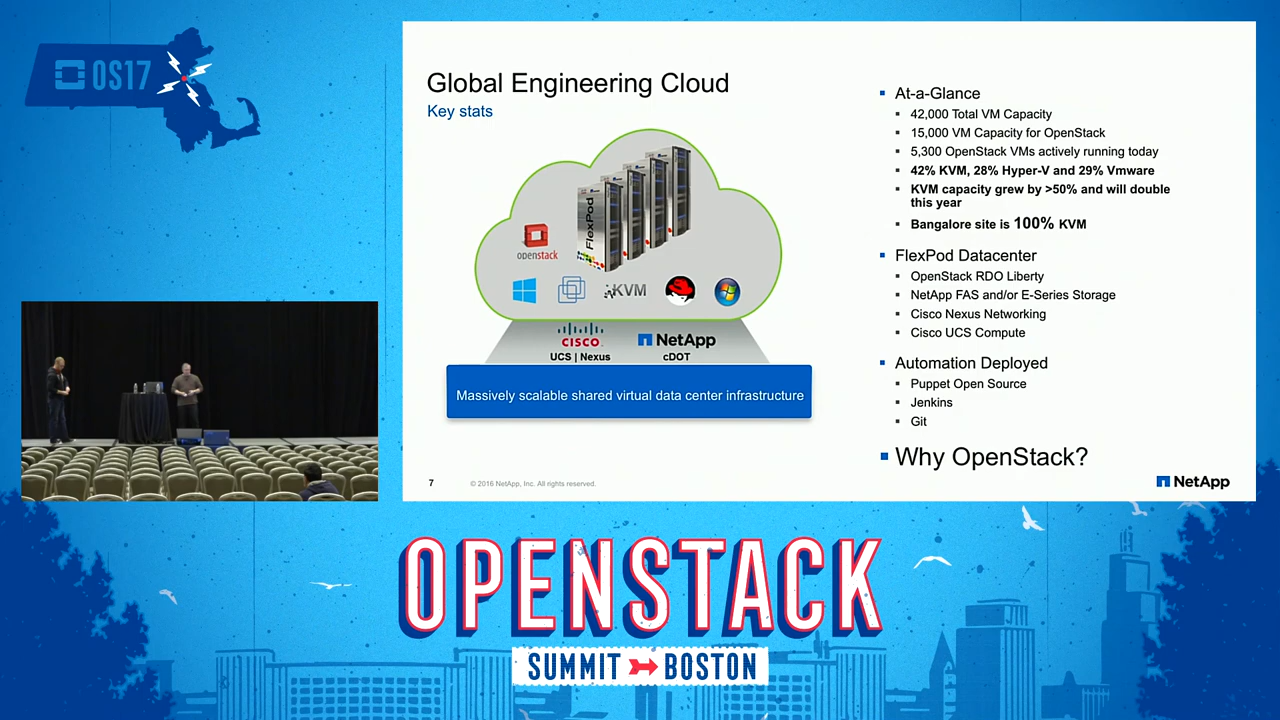 OS17
Global Engineering Cloud
Key stats
FlexPod
openstack
KVM
CISCO
UCS | Nexus
NetApp
cDOT
Massively scalable shared virtual data center infrastructure
At-a-Glance
42,000 Total VM Capacity
15,000 VM Capacity for OpenStack
5,300 OpenStack VMs actively running today
42% KVM, 28% Hyper-V and 29% Vmware
KVM capacity grew by >50% and will double
this year
Bangalore site is 100% KVM
FlexPod Datacenter
OpenStack RDO Liberty
NetApp FAS and/or E-Series Storage
Cisco Nexus Networking
Cisco UCS Compute
Automation Deployed
Puppet Open Source
Jenkins
Git
Why OpenStack?
7
© 2016 NetApp, Inc. All rights reserved.
NetApp
OPENSTACK
SUMMIT BOSTON